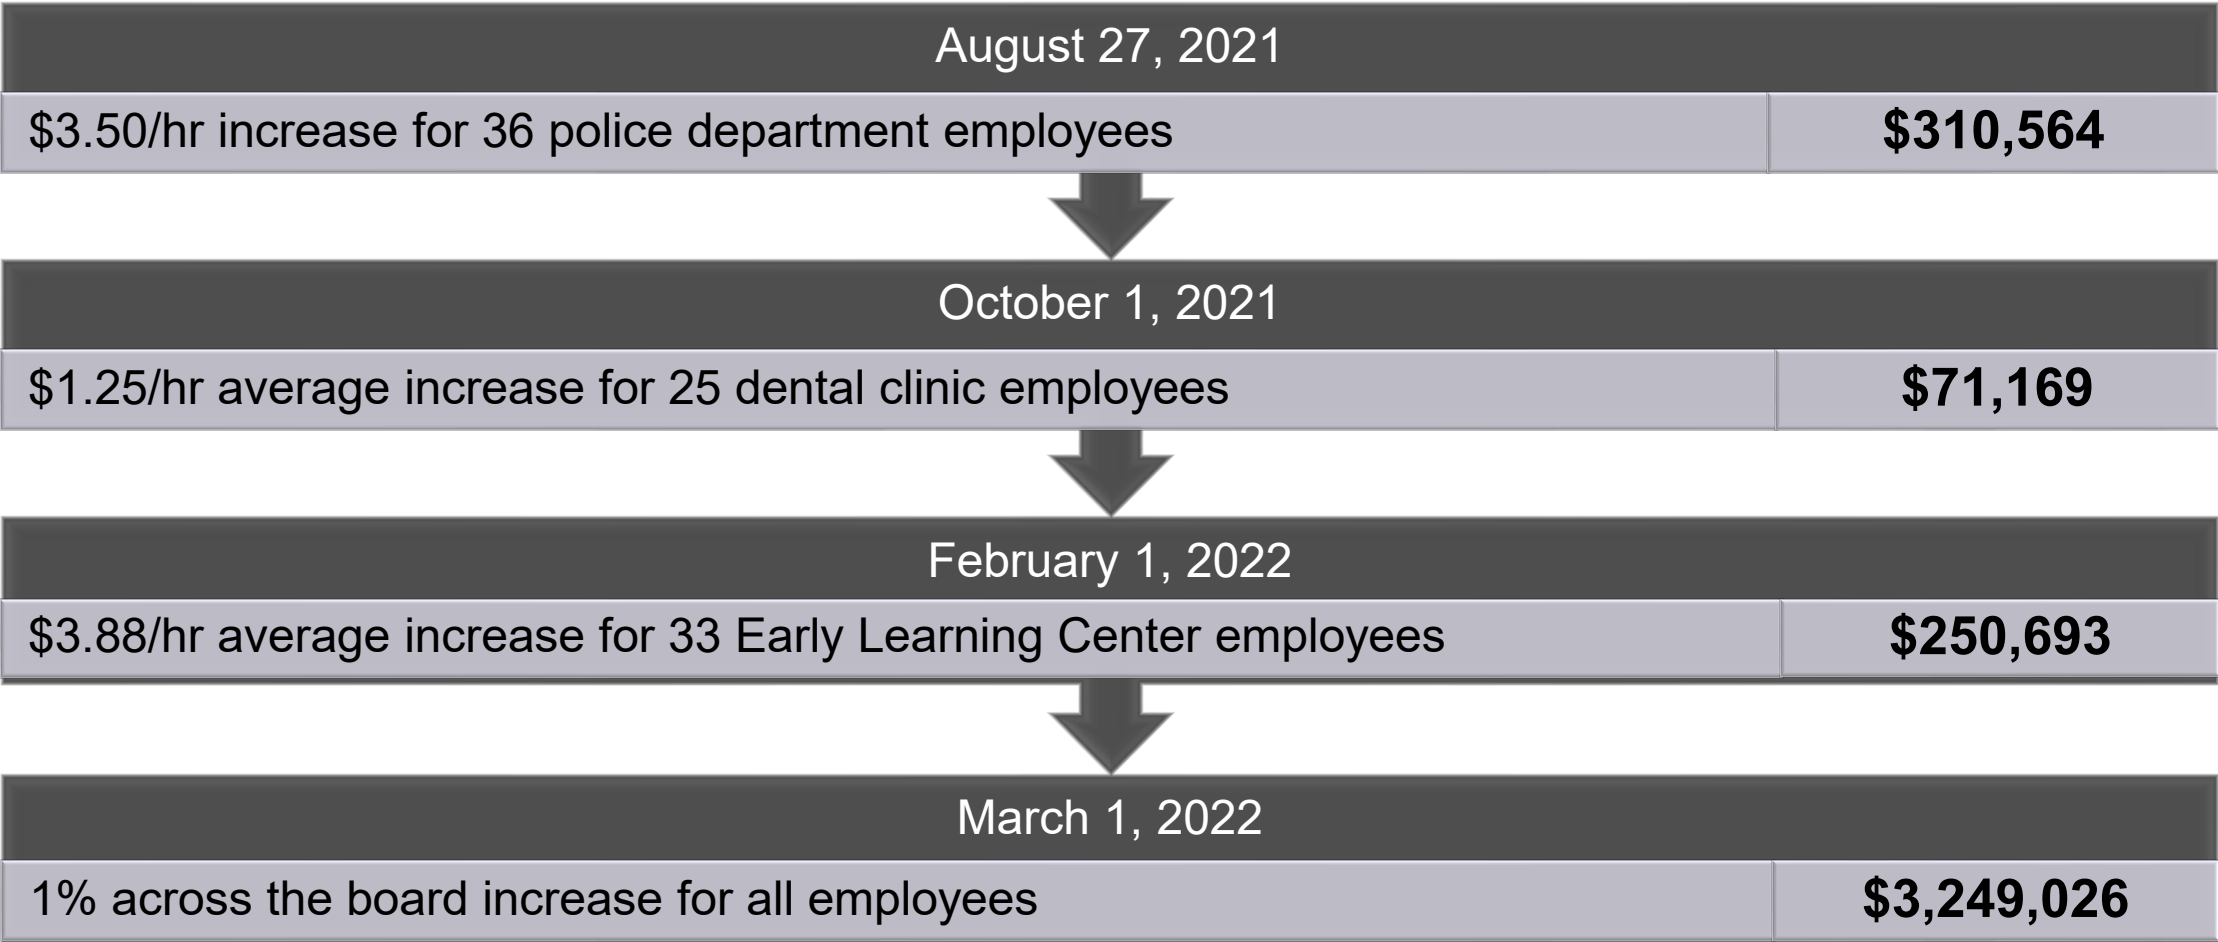 August 27, 2021
$3.50/hr increase for 36 police department employees $310,564
October 1, 2021
$1.25/hr average increase for 25 dental clinic employees $71,169
February 1, 2022
$3.88/hr average increase for 33 Early Learning Center employees $250,693
March 1, 2022
1% across the board increase for all employees $3,249,026